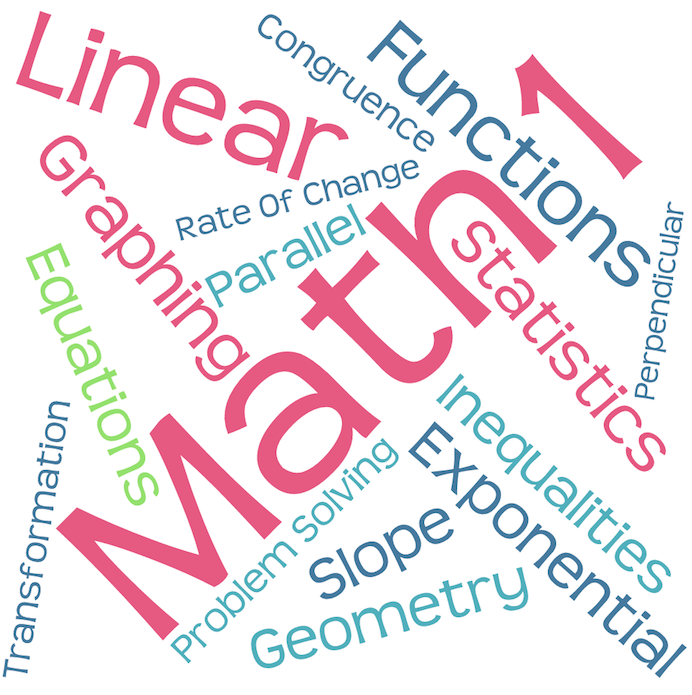 Linear
Congruence
Functions
Math 1
Graphing
Rate Of Change
Parallel
Statistics
Perpendicular
Equations
Inequalities
Transformation
Exponential
Problem Solving
Slope
Geometry